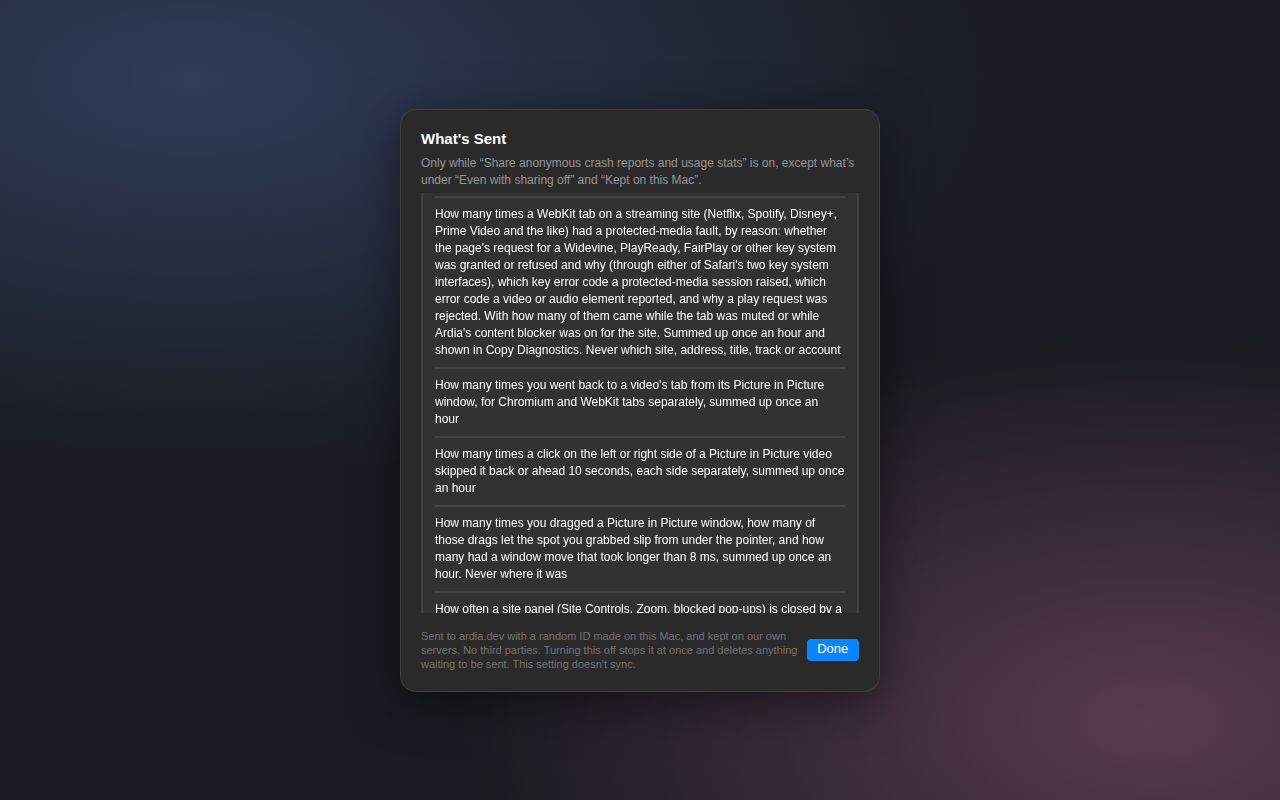 What's Sent
Only while “Share anonymous crash reports and usage stats” is on, except what’s
under “Even with sharing off” and “Kept on this Mac”.
How many times a WebKit tab on a streaming site (Netflix, Spotify, Disney+,
Prime Video and the like) had a protected-media fault, by reason: whether
the page's request for a Widevine, PlayReady, FairPlay or other key system
was granted or refused and why (through either of Safari's two key system
interfaces), which key error code a protected-media session raised, which
error code a video or audio element reported, and why a play request was
rejected. With how many of them came while the tab was muted or while
Ardia's content blocker was on for the site. Summed up once an hour and
shown in Copy Diagnostics. Never which site, address, title, track or account
How many times you went back to a video's tab from its Picture in Picture
window, for Chromium and WebKit tabs separately, summed up once an
hour
How many times a click on the left or right side of a Picture in Picture video
skipped it back or ahead 10 seconds, each side separately, summed up once
an hour
How many times you dragged a Picture in Picture window, how many of
those drags let the spot you grabbed slip from under the pointer, and how
many had a window move that took longer than 8 ms, summed up once an
hour. Never where it was
How often a site panel (Site Controls, Zoom, blocked pop-ups) is closed by a
Sent to ardia.dev with a random ID made on this Mac, and kept on our own
servers. No third parties. Turning this off stops it at once and deletes anything
waiting to be sent. This setting doesn't sync.
Done